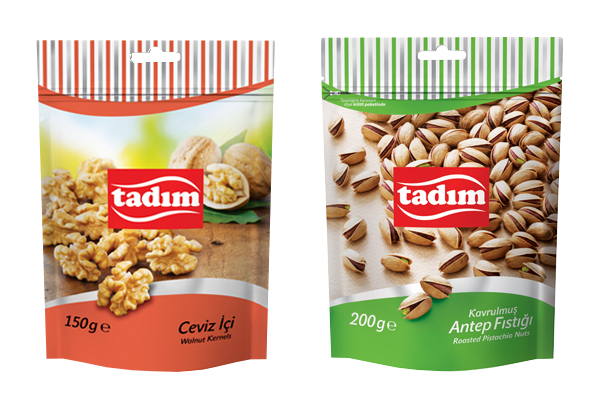 tadım
150g e
Ceviz İçi
Walnut Kernels
tadım
200g e
Kavrulmuş
Antep Fıstığı
Roasted Pistachio Nuts